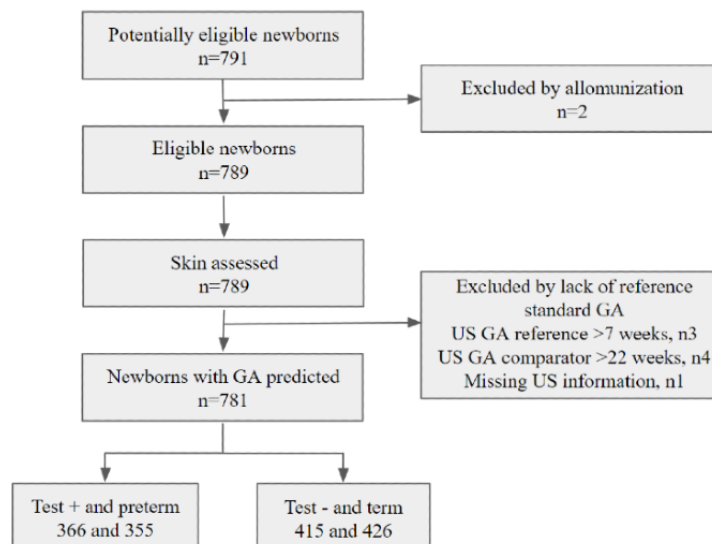 Potentially eligible newborns
n=791
Excluded by allomunization
n=2
Eligible newborns
n=789
Skin assessed
n=789
Excluded by lack of reference
standard GA
US GA reference >7 weeks, n3
US GA comparator >22 weeks, n4
Missing US information, n1
Newborns with GA predicted
n=781
Test + and preterm
366 and 355
Test - and term
415 and 426